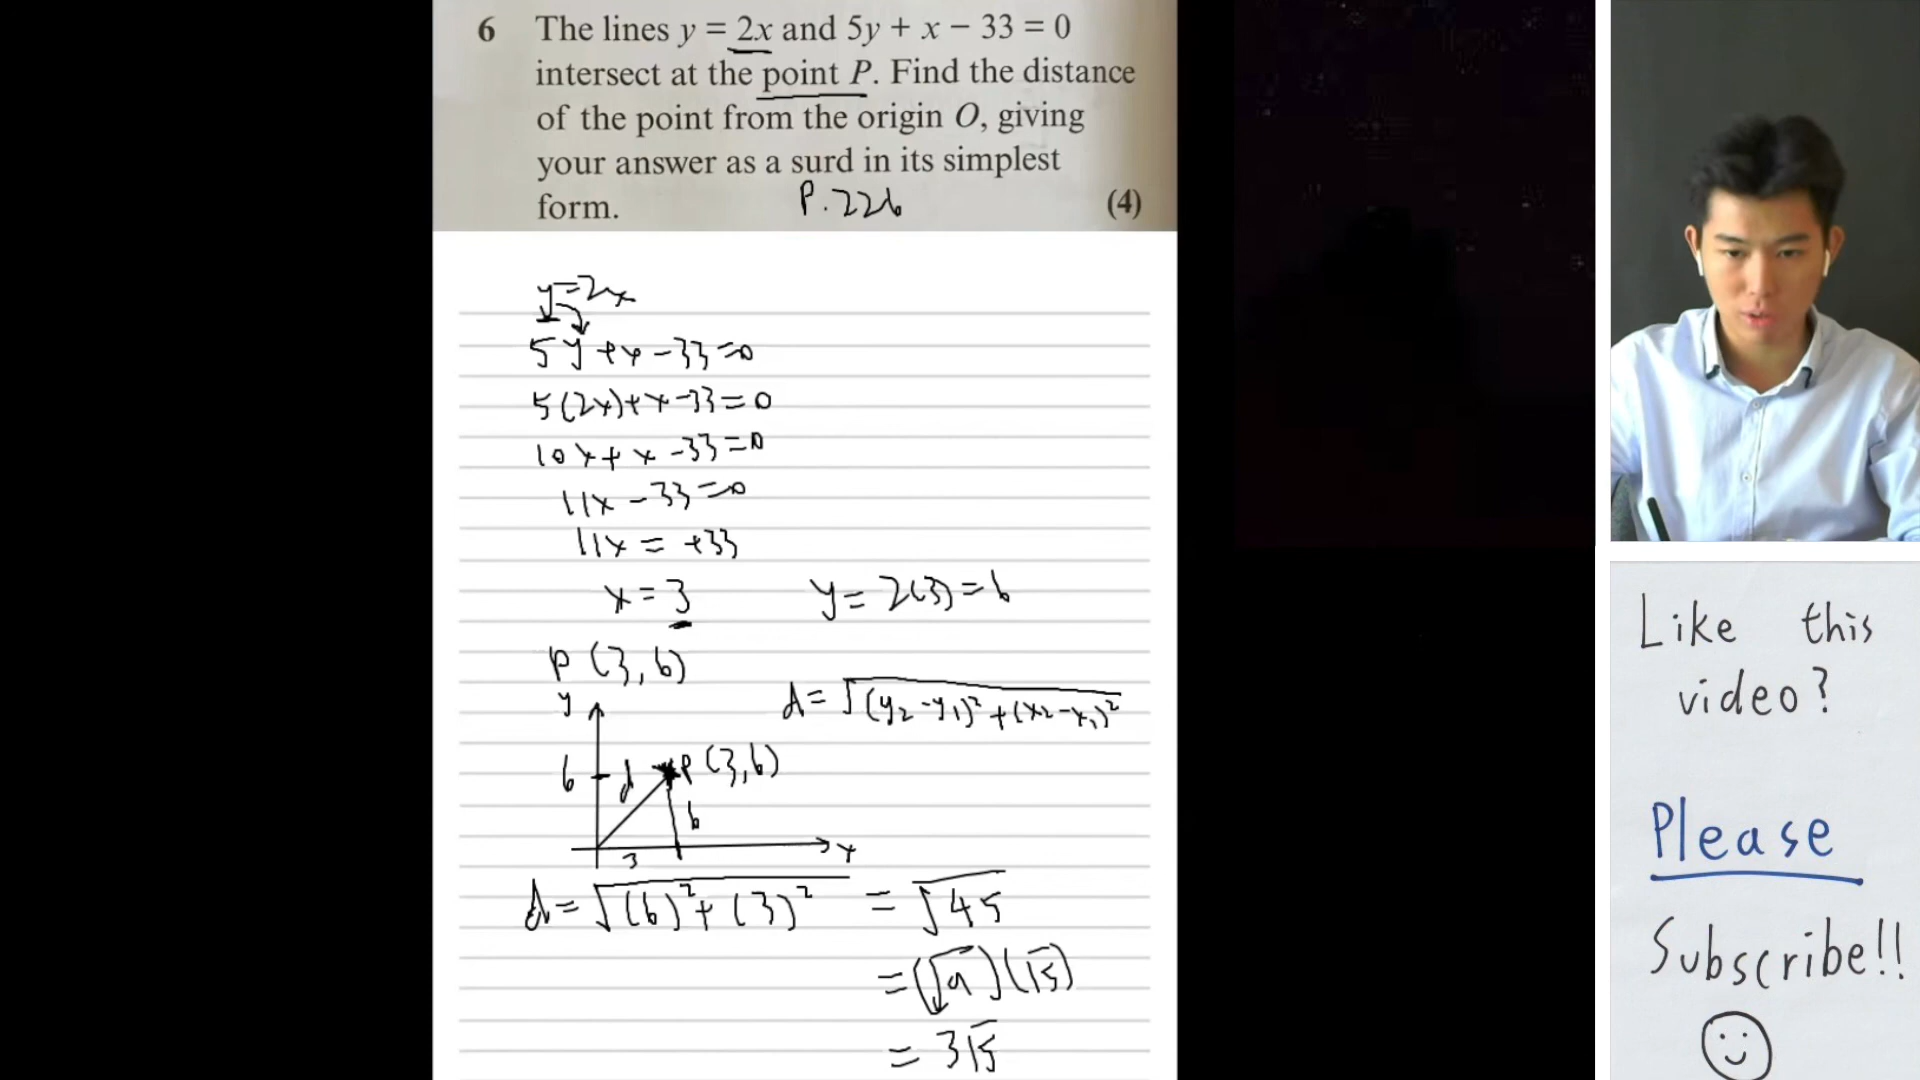 6 The lines y = 2x and 5y + x − 33 = 0
intersect at the point P. Find the distance
of the point from the origin O, giving
your answer as a surd in its simplest
form. P.226 (4)
y=2x
5y+x-33=0
5(2x)+x-33=0
10x+x-33=0
11x-33=0
11x=+33
x=3 y=2(3)=6
P(3,6)
y
d=√((y₂-y₁)²+(x₂-x₁)²)
6 d P(3,6)
6
3 x
d=√((6)²+(3)²) =√45
=(√9)(√5)
=3√5
Like this
video?
Please
Subscribe!!